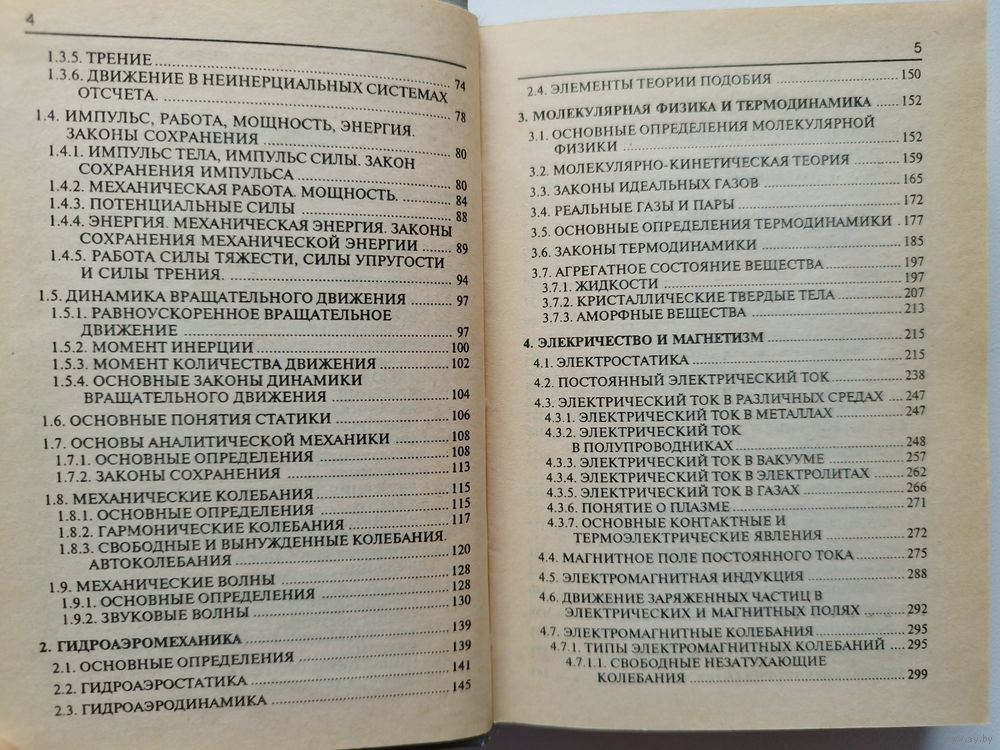 4
1.3.5. ТРЕНИЕ ........ 74
1.3.6. ДВИЖЕНИЕ В НЕИНЕРЦИАЛЬНЫХ СИСТЕМАХ
ОТСЧЕТА. ........ 78
1.4. ИМПУЛЬС, РАБОТА, МОЩНОСТЬ, ЭНЕРГИЯ.
ЗАКОНЫ СОХРАНЕНИЯ ........ 80
1.4.1. ИМПУЛЬС ТЕЛА, ИМПУЛЬС СИЛЫ. ЗАКОН
СОХРАНЕНИЯ ИМПУЛЬСА ........ 80
1.4.2. МЕХАНИЧЕСКАЯ РАБОТА. МОЩНОСТЬ. ........ 84
1.4.3. ПОТЕНЦИАЛЬНЫЕ СИЛЫ ........ 88
1.4.4. ЭНЕРГИЯ. МЕХАНИЧЕСКАЯ ЭНЕРГИЯ. ЗАКОНЫ
СОХРАНЕНИЯ МЕХАНИЧЕСКОЙ ЭНЕРГИИ ........ 89
1.4.5. РАБОТА СИЛЫ ТЯЖЕСТИ, СИЛЫ УПРУГОСТИ
И СИЛЫ ТРЕНИЯ. ........ 94
1.5. ДИНАМИКА ВРАЩАТЕЛЬНОГО ДВИЖЕНИЯ ........ 97
1.5.1. РАВНОУСКОРЕННОЕ ВРАЩАТЕЛЬНОЕ
ДВИЖЕНИЕ ........ 97
1.5.2. МОМЕНТ ИНЕРЦИИ ........ 100
1.5.3. МОМЕНТ КОЛИЧЕСТВА ДВИЖЕНИЯ ........ 102
1.5.4. ОСНОВНЫЕ ЗАКОНЫ ДИНАМИКИ
ВРАЩАТЕЛЬНОГО ДВИЖЕНИЯ ........ 104
1.6. ОСНОВНЫЕ ПОНЯТИЯ СТАТИКИ ........ 106
1.7. ОСНОВЫ АНАЛИТИЧЕСКОЙ МЕХАНИКИ ........ 108
1.7.1. ОСНОВНЫЕ ОПРЕДЕЛЕНИЯ ........ 108
1.7.2. ЗАКОНЫ СОХРАНЕНИЯ ........ 113
1.8. МЕХАНИЧЕСКИЕ КОЛЕБАНИЯ ........ 115
1.8.1. ОСНОВНЫЕ ОПРЕДЕЛЕНИЯ ........ 115
1.8.2. ГАРМОНИЧЕСКИЕ КОЛЕБАНИЯ ........ 117
1.8.3. СВОБОДНЫЕ И ВЫНУЖДЕННЫЕ КОЛЕБАНИЯ.
АВТОКОЛЕБАНИЯ ........ 120
1.9. МЕХАНИЧЕСКИЕ ВОЛНЫ ........ 128
1.9.1. ОСНОВНЫЕ ОПРЕДЕЛЕНИЯ ........ 128
1.9.2. ЗВУКОВЫЕ ВОЛНЫ ........ 130
2. ГИДРОАЭРОМЕХАНИКА ........ 139
2.1. ОСНОВНЫЕ ОПРЕДЕЛЕНИЯ ........ 139
2.2. ГИДРОАЭРОСТАТИКА ........ 141
2.3. ГИДРОАЭРОДИНАМИКА ........ 145
5
2.4. ЭЛЕМЕНТЫ ТЕОРИИ ПОДОБИЯ ........ 150
3. МОЛЕКУЛЯРНАЯ ФИЗИКА И ТЕРМОДИНАМИКА ........ 152
3.1. ОСНОВНЫЕ ОПРЕДЕЛЕНИЯ МОЛЕКУЛЯРНОЙ
ФИЗИКИ ........ 152
3.2. МОЛЕКУЛЯРНО-КИНЕТИЧЕСКАЯ ТЕОРИЯ ........ 159
3.3. ЗАКОНЫ ИДЕАЛЬНЫХ ГАЗОВ ........ 165
3.4. РЕАЛЬНЫЕ ГАЗЫ И ПАРЫ ........ 172
3.5. ОСНОВНЫЕ ОПРЕДЕЛЕНИЯ ТЕРМОДИНАМИКИ ........ 177
3.6. ЗАКОНЫ ТЕРМОДИНАМИКИ ........ 185
3.7. АГРЕГАТНОЕ СОСТОЯНИЕ ВЕЩЕСТВА ........ 197
3.7.1. ЖИДКОСТИ ........ 197
3.7.2. КРИСТАЛЛИЧЕСКИЕ ТВЕРДЫЕ ТЕЛА ........ 207
3.7.3. АМОРФНЫЕ ВЕЩЕСТВА ........ 213
4. ЭЛЕКРИЧЕСТВО И МАГНЕТИЗМ ........ 215
4.1. ЭЛЕКТРОСТАТИКА ........ 215
4.2. ПОСТОЯННЫЙ ЭЛЕКТРИЧЕСКИЙ ТОК ........ 238
4.3. ЭЛЕКТРИЧЕСКИЙ ТОК В РАЗЛИЧНЫХ СРЕДАХ ........ 247
4.3.1. ЭЛЕКТРИЧЕСКИЙ ТОК В МЕТАЛЛАХ ........ 247
4.3.2. ЭЛЕКТРИЧЕСКИЙ ТОК
В ПОЛУПРОВОДНИКАХ ........ 248
4.3.3. ЭЛЕКТРИЧЕСКИЙ ТОК В ВАКУУМЕ ........ 257
4.3.4. ЭЛЕКТРИЧЕСКИЙ ТОК В ЭЛЕКТРОЛИТАХ ........ 262
4.3.5. ЭЛЕКТРИЧЕСКИЙ ТОК В ГАЗАХ ........ 266
4.3.6. ПОНЯТИЕ О ПЛАЗМЕ ........ 271
4.3.7. ОСНОВНЫЕ КОНТАКТНЫЕ И
ТЕРМОЭЛЕКТРИЧЕСКИЕ ЯВЛЕНИЯ ........ 272
4.4. МАГНИТНОЕ ПОЛЕ ПОСТОЯННОГО ТОКА ........ 275
4.5. ЭЛЕКТРОМАГНИТНАЯ ИНДУКЦИЯ ........ 288
4.6. ДВИЖЕНИЕ ЗАРЯЖЕННЫХ ЧАСТИЦ В
ЭЛЕКТРИЧЕСКИХ И МАГНИТНЫХ ПОЛЯХ ........ 292
4.7. ЭЛЕКТРОМАГНИТНЫЕ КОЛЕБАНИЯ ........ 295
4.7.1. ТИПЫ ЭЛЕКТРОМАГНИТНЫХ КОЛЕБАНИЙ ........ 295
4.7.1.1. СВОБОДНЫЕ НЕЗАТУХАЮЩИЕ
КОЛЕБАНИЯ ........ 299